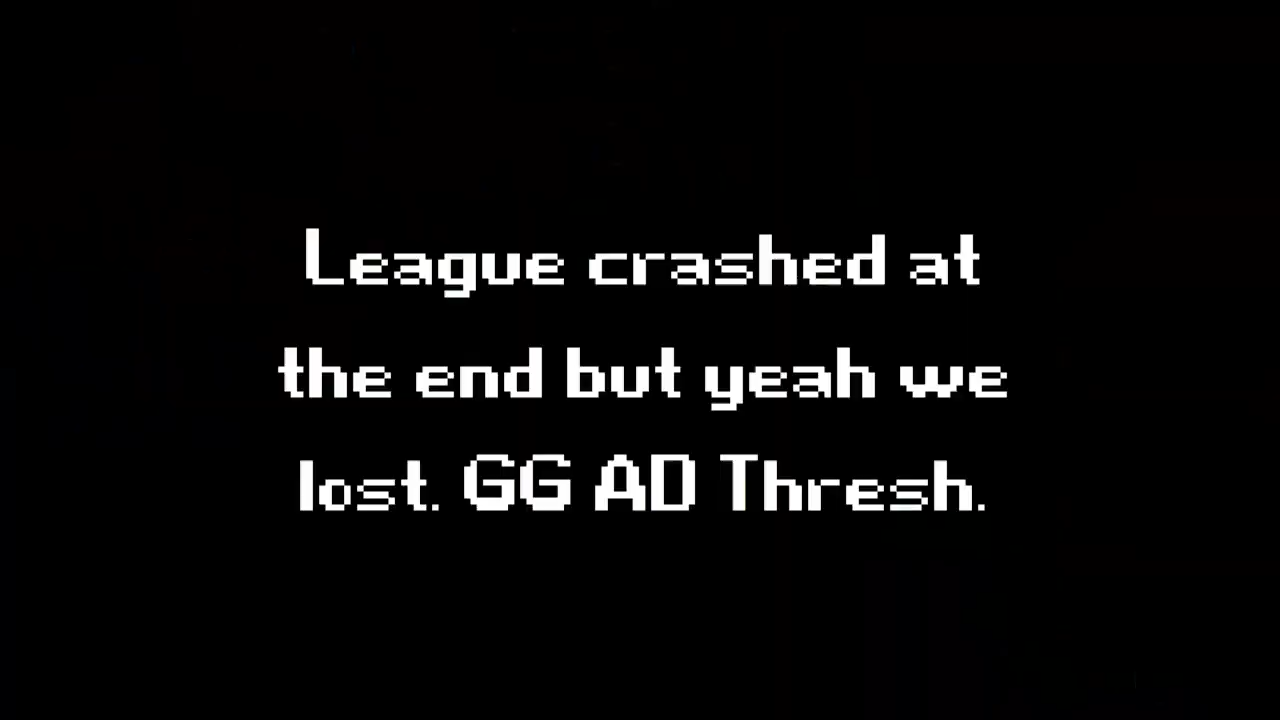 League crashed at
the end but yeah we
lost. GG AD Thresh.